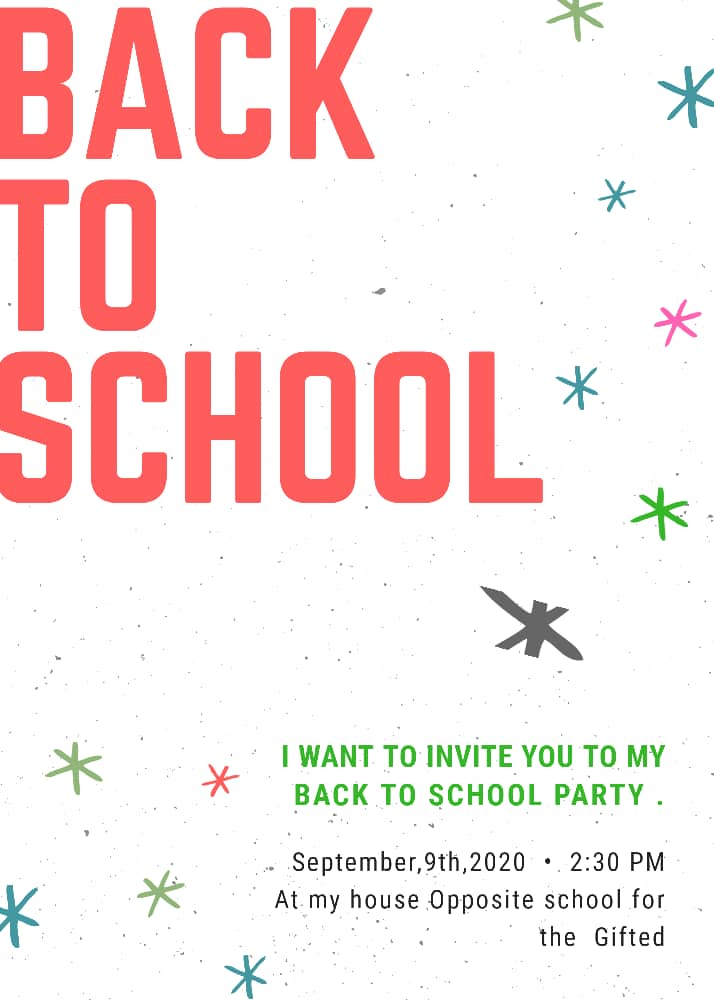 BACK
TO
SCHOOL
I WANT TO INVITE YOU TO MY
BACK TO SCHOOL PARTY .
September,9th,2020 • 2:30 PM
At my house Opposite school for
the Gifted